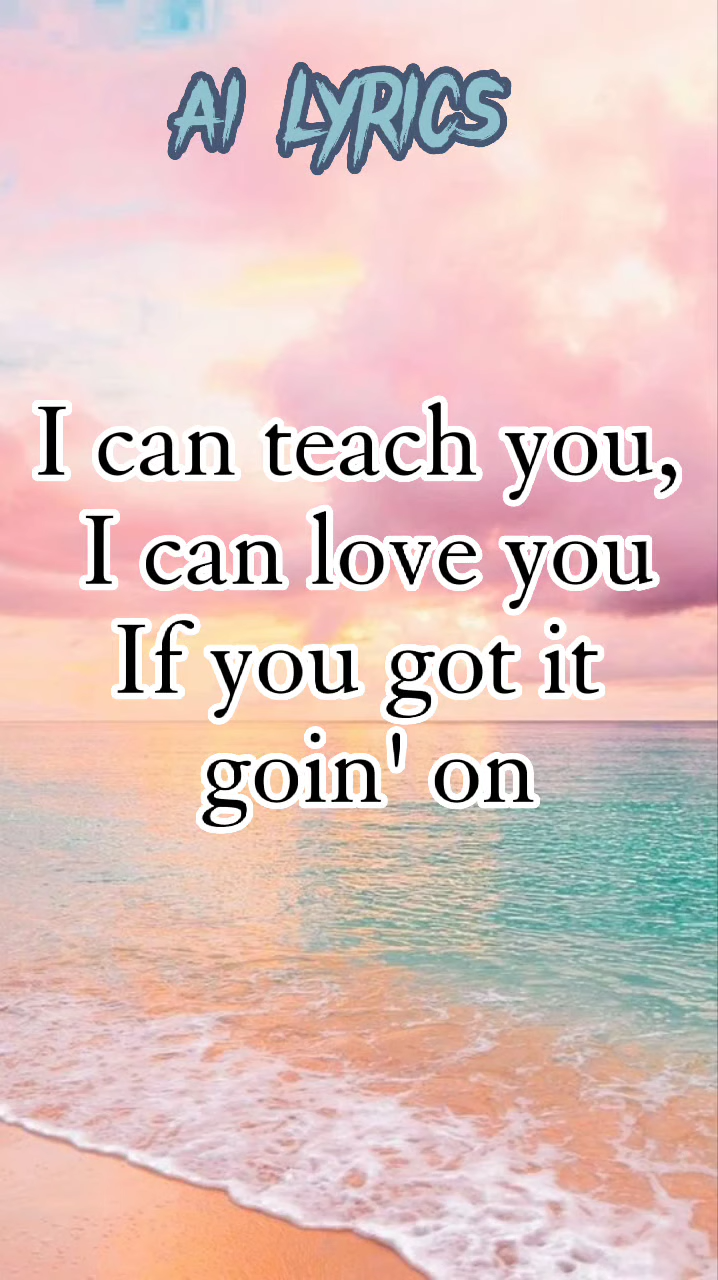 AI LYRICS
I can teach you,
I can love you
If you got it
goin' on